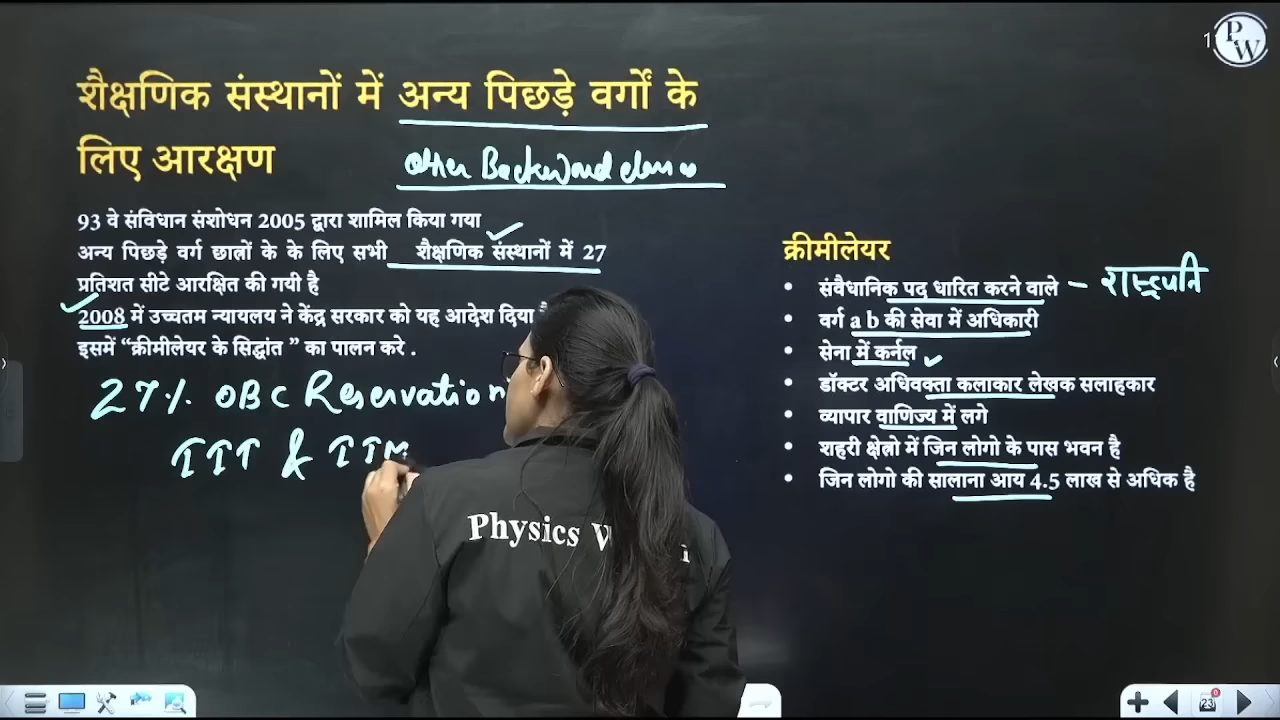 1
PW
शैक्षणिक संस्थानों में अन्य पिछड़े वर्गों के
लिए आरक्षण
other Backward
93 वे संविधान संशोधन 2005 द्वारा शामिल किया गया
अन्य पिछड़े वर्ग छात्रों के के लिए सभी शैक्षणिक संस्थानों में 27
प्रतिशत सीटे आरक्षित की गयी है
2008 में उच्चतम न्यायलय ने केंद्र सरकार को यह आदेश दिया
इसमें “क्रीमीलेयर के सिद्धांत ” का पालन करे .
27% OBC Reservation
IIT & IIM
Physics
क्रीमीलेयर
• संवैधानिक पद धारित करने वाले – राष्ट्रपति
• वर्ग a b की सेवा में अधिकारी
• सेना में कर्नल
• डॉक्टर अधिवक्ता कलाकार लेखक सलाहकार
• व्यापार वाणिज्य में लगे
• शहरी क्षेत्रो में जिन लोगो के पास भवन है
• जिन लोगो की सालाना आय 4.5 लाख से अधिक है
23